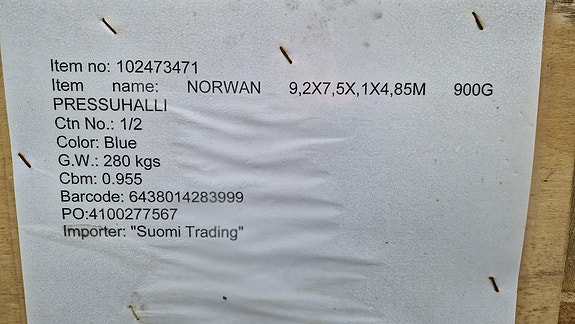 Item no: 102473471
Item name: NORWAN 9,2X7,5X,1X4,85M 900G
PRESSUHALLI
Ctn No.: 1/2
Color: Blue
G.W.: 280 kgs
Cbm: 0.955
Barcode: 6438014283999
PO:4100277567
Importer: "Suomi Trading"